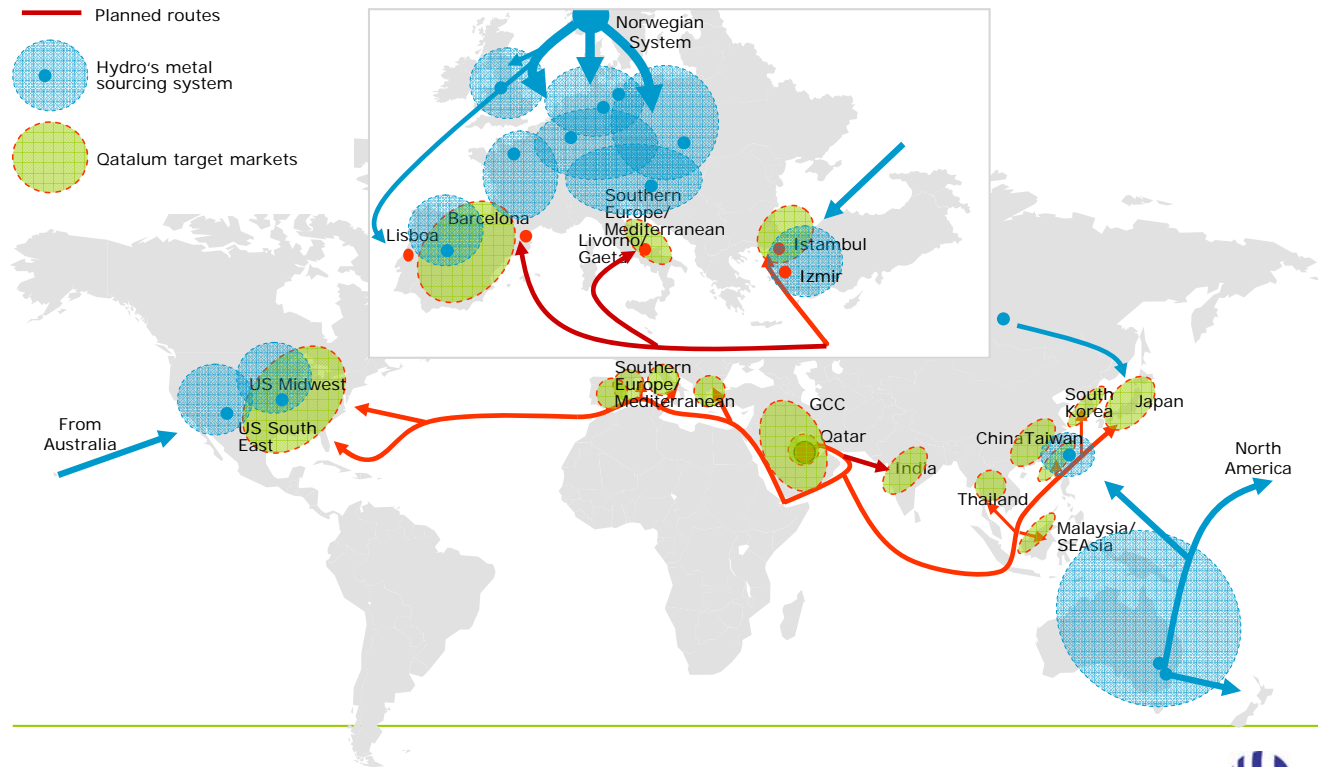 Planned routes
Hydro's metal
sourcing system
Qatalum target markets
Norwegian
System
Southern
Europe/
Mediterranean
Barcelona
Lisboa
Livorno/
Gaeta
Istambul
Izmir
US Midwest
US South
East
From
Australia
Southern
Europe/
Mediterranean
GCC
Qatar
India
South
Korea
Japan
China
Taiwan
Thailand
Malaysia/
SEAsia
North
America